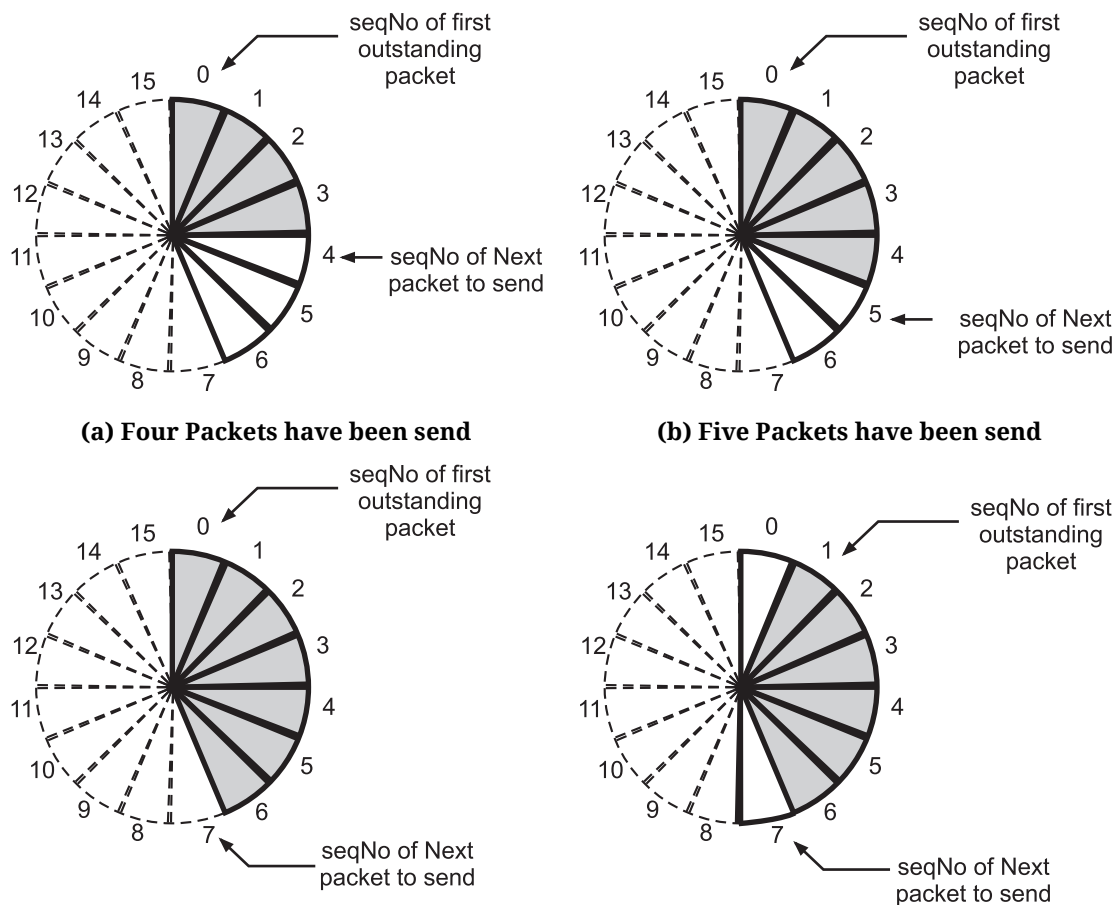 seqNo of first
outstanding
packet
0
1
2
3
4
5
6
7
8
9
10
11
12
13
14
15
seqNo of Next
packet to send
(a) Four Packets have been send
seqNo of first
outstanding
packet
0
1
2
3
4
5
6
7
8
9
10
11
12
13
14
15
seqNo of Next
packet to send
(b) Five Packets have been send
seqNo of first
outstanding
packet
0
1
2
3
4
5
6
7
8
9
10
11
12
13
14
15
seqNo of Next
packet to send
seqNo of first
outstanding
packet
0
1
2
3
4
5
6
7
8
9
10
11
12
13
14
15
seqNo of Next
packet to send